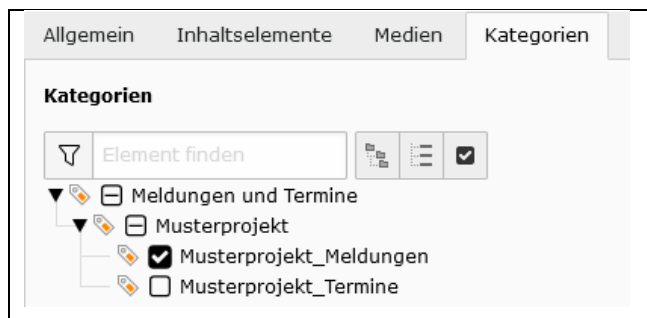 Allgemein Inhaltselemente Medien Kategorien
Kategorien
Element finden
Meldungen und Termine
Musterprojekt
Musterprojekt_Meldungen
Musterprojekt_Termine